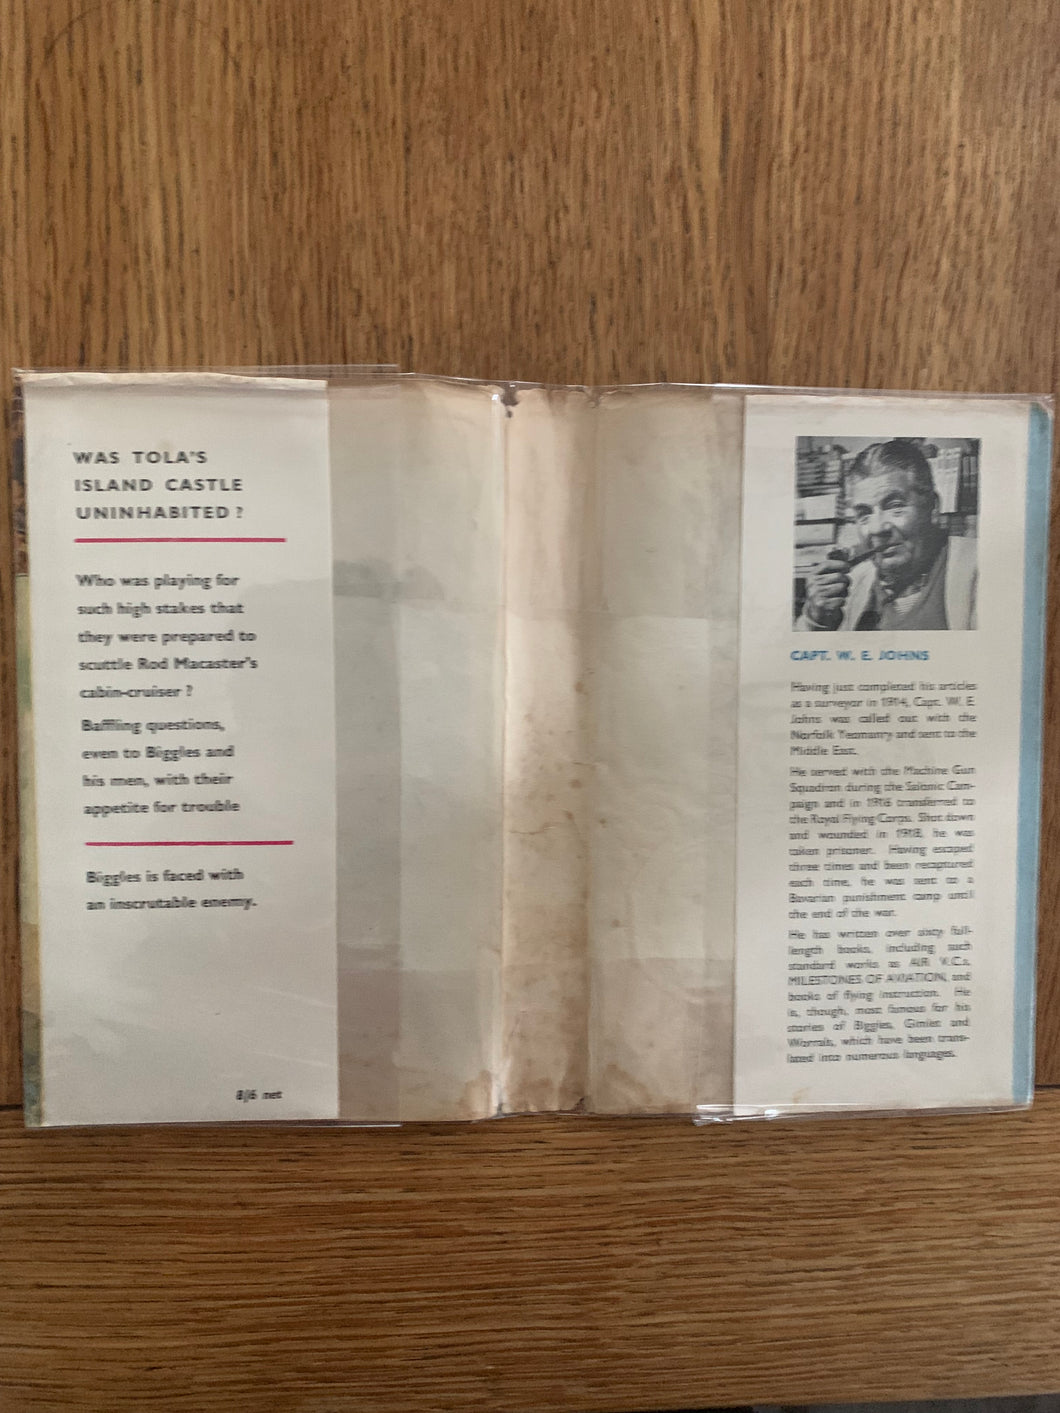 WAS TOLA'S
ISLAND CASTLE
UNINHABITED ?
Who was playing for
such high stakes that
they were prepared to
scuttle Rod Macaster's
cabin-cruiser ?
Baffling questions,
even to Biggles and
his men, with their
appetite for trouble
Biggles is faced with
an inscrutable enemy.
8/6 net
CAPT. W. E. JOHNS
Having just completed his articles
as a surveyor in 1914, Capt. W. E.
Johns was called out with the
Norfolk Yeomanry and sent to the
Middle East.
He served with the Machine Gun
Squadron during the Salonic Cam-
paign and in 1916 transferred to
the Royal Flying Corps. Shot down
and wounded in 1918, he was
taken prisoner. Having escaped
three times and been recaptured
each time, he was sent to a
Bavarian punishment camp until
the end of the war.
He has written over sixty full-
length books, including such
standard works as AIR V.C.s,
MILESTONES OF AVIATION, and
books of flying instruction. He
is, though, most famous for his
stories of Biggles, Gimlet and
Worrals, which have been trans-
lated into numerous languages.